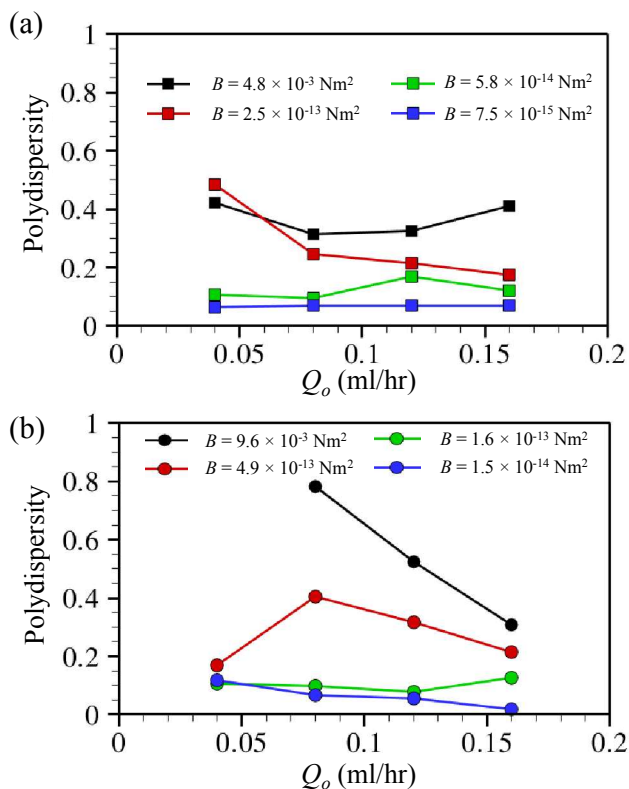 (a)
1
0.8
0.6
0.4
0.2
0
Polydispersity
B = 4.8 × 10⁻³ Nm² B = 5.8 × 10⁻¹⁴ Nm²
B = 2.5 × 10⁻¹³ Nm² B = 7.5 × 10⁻¹⁵ Nm²
0 0.05 0.1 0.15 0.2
Qₒ (ml/hr)
(b)
1
0.8
0.6
0.4
0.2
0
Polydispersity
B = 9.6 × 10⁻³ Nm² B = 1.6 × 10⁻¹³ Nm²
B = 4.9 × 10⁻¹³ Nm² B = 1.5 × 10⁻¹⁴ Nm²
0 0.05 0.1 0.15 0.2
Qₒ (ml/hr)